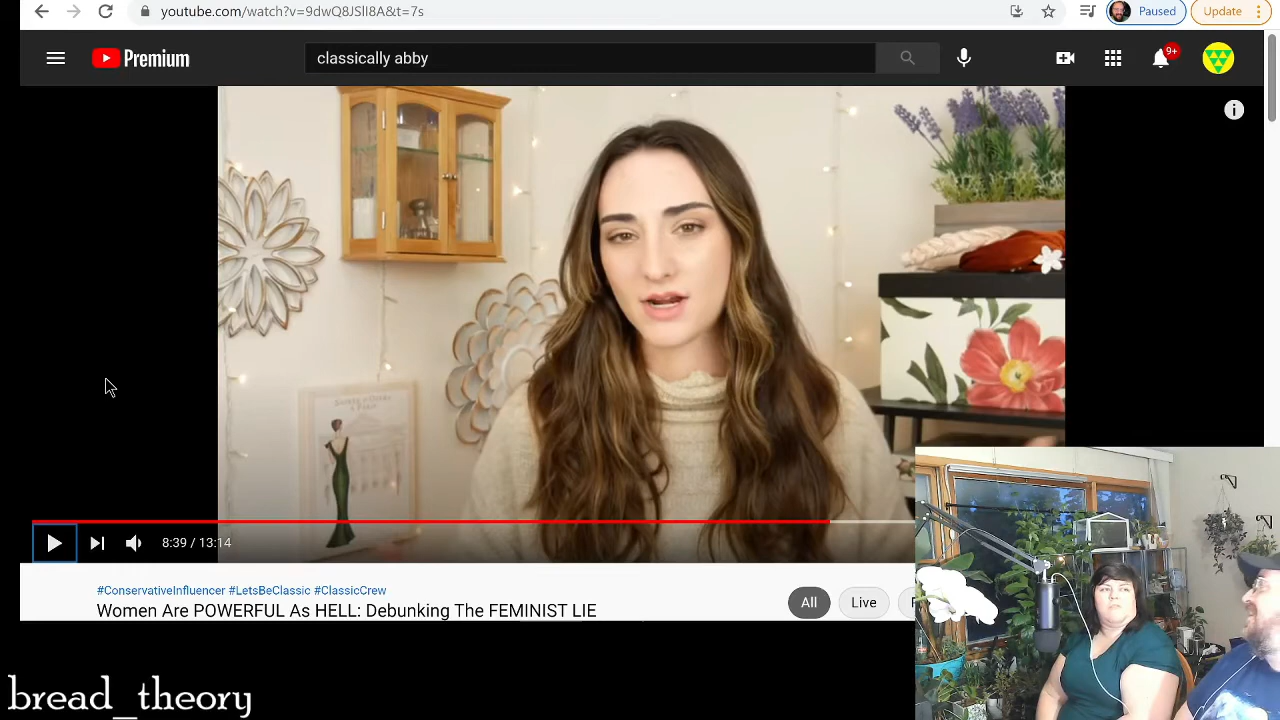 youtube.com/watch?v=9dwQ8JSlI8A&t=7s
Paused
Update
Premium
classically abby
9+
8:39 / 13:14
#ConservativeInfluencer #LetsBeClassic #ClassicCrew
Women Are POWERFUL As HELL: Debunking The FEMINIST LIE
All
Live
bread_theory